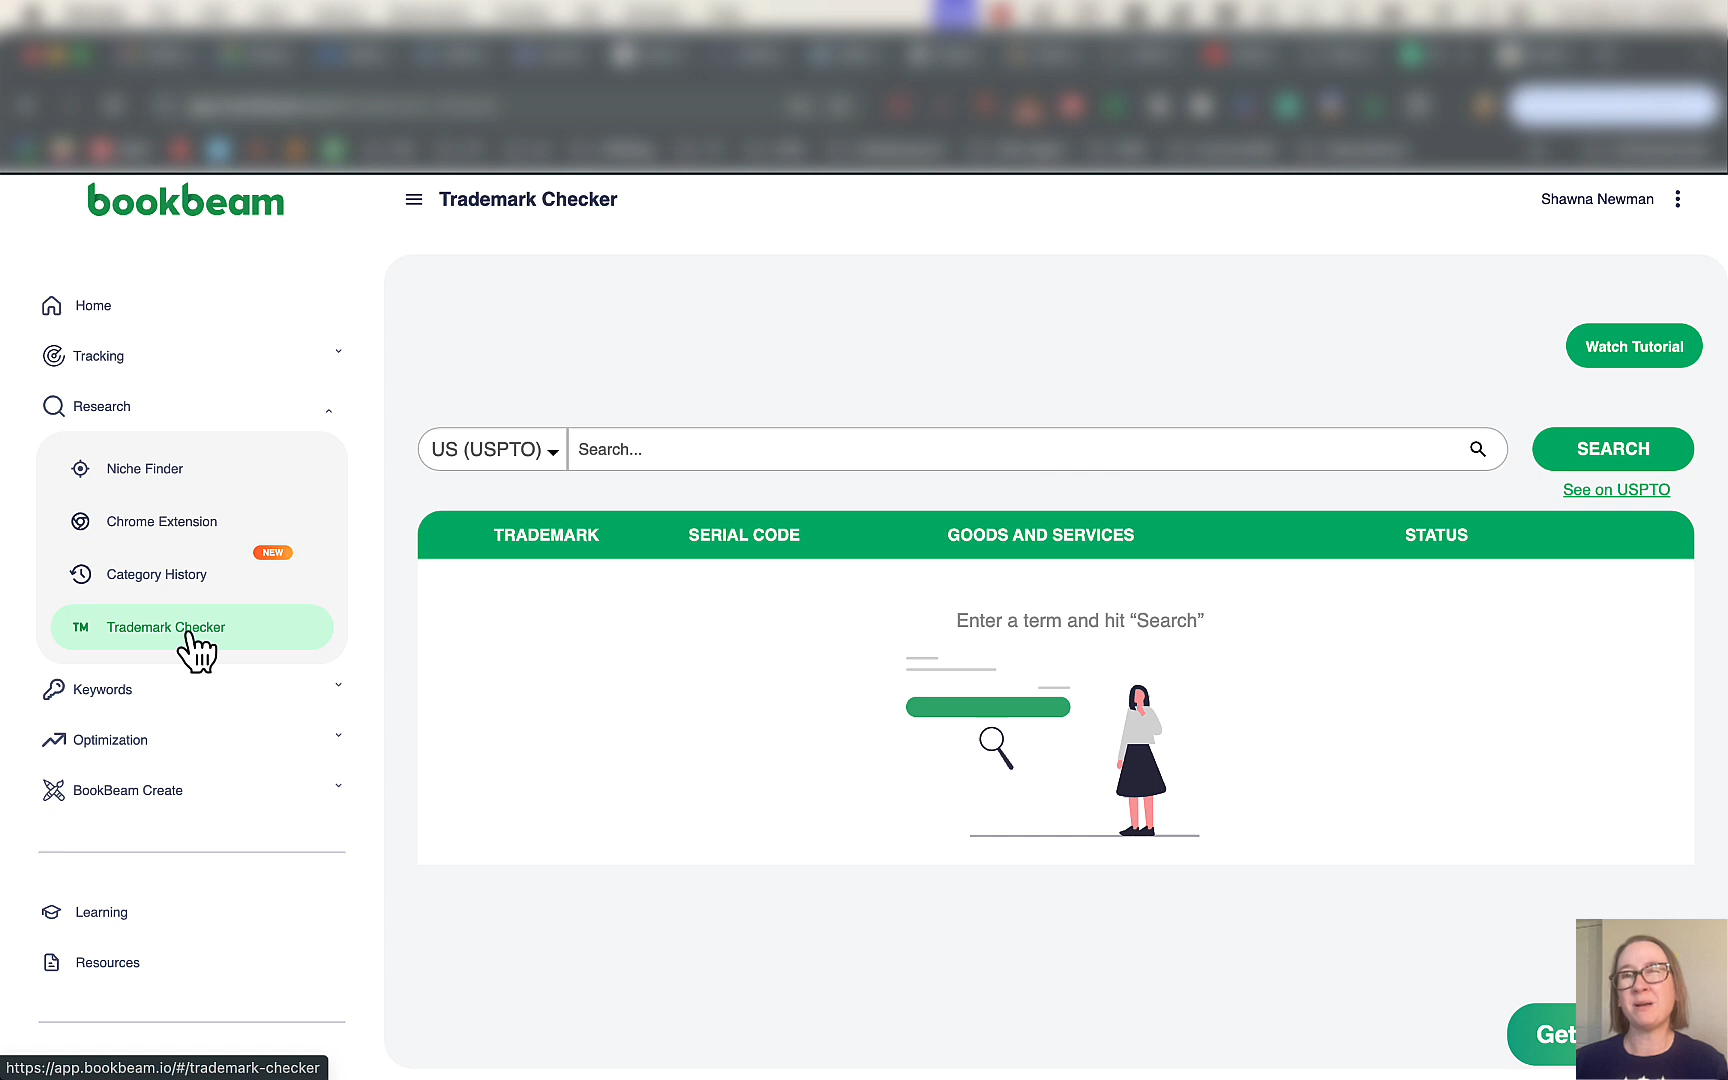 bookbeam
Trademark Checker
Shawna Newman
Home
Tracking
Research
Niche Finder
Chrome Extension
NEW
Category History
TM Trademark Checker
Keywords
Optimization
BookBeam Create
Learning
Resources
Watch Tutorial
US (USPTO) Search... SEARCH
See on USPTO
TRADEMARK SERIAL CODE GOODS AND SERVICES STATUS
Enter a term and hit “Search”
Get
https://app.bookbeam.io/#/trademark-checker